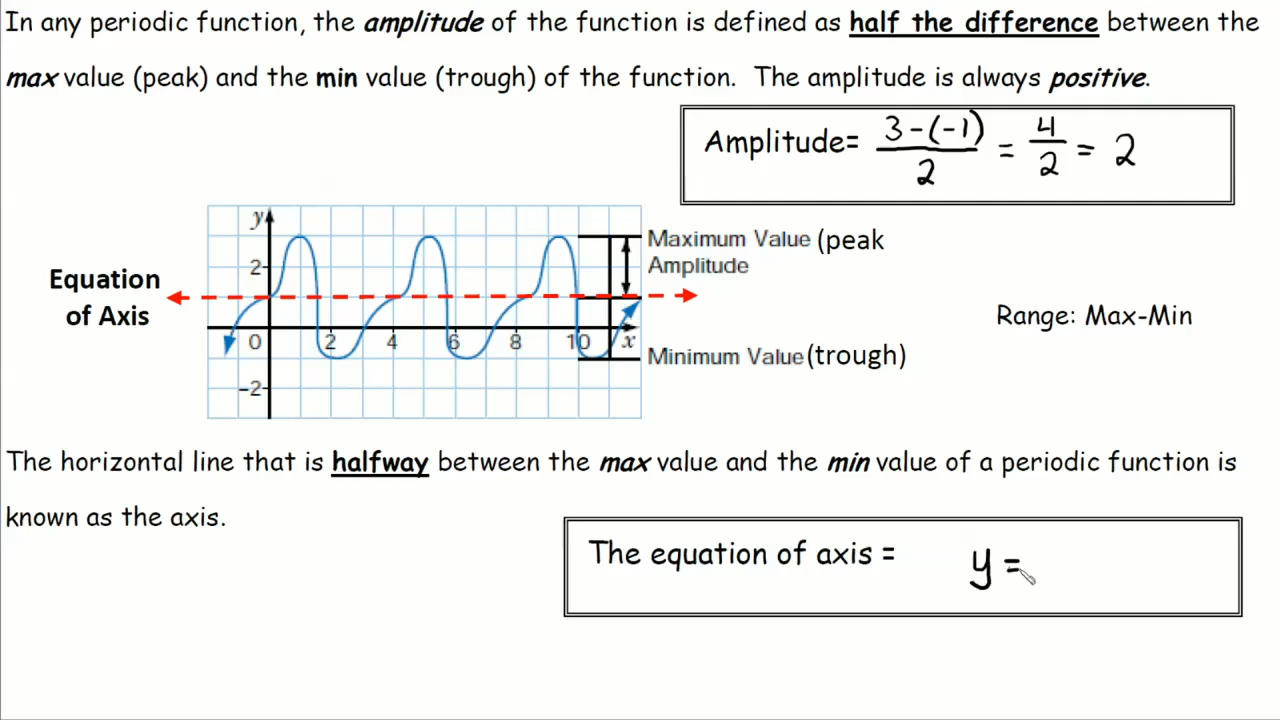 In any periodic function, the amplitude of the function is defined as half the difference between the
max value (peak) and the min value (trough) of the function. The amplitude is always positive.
Amplitude= 3-(-1)/2 = 4/2 = 2
y
2
0
2
4
6
8
10
x
-2
Maximum Value (peak
Amplitude
Minimum Value (trough)
Equation
of Axis
Range: Max-Min
The horizontal line that is halfway between the max value and the min value of a periodic function is
known as the axis.
The equation of axis = y =